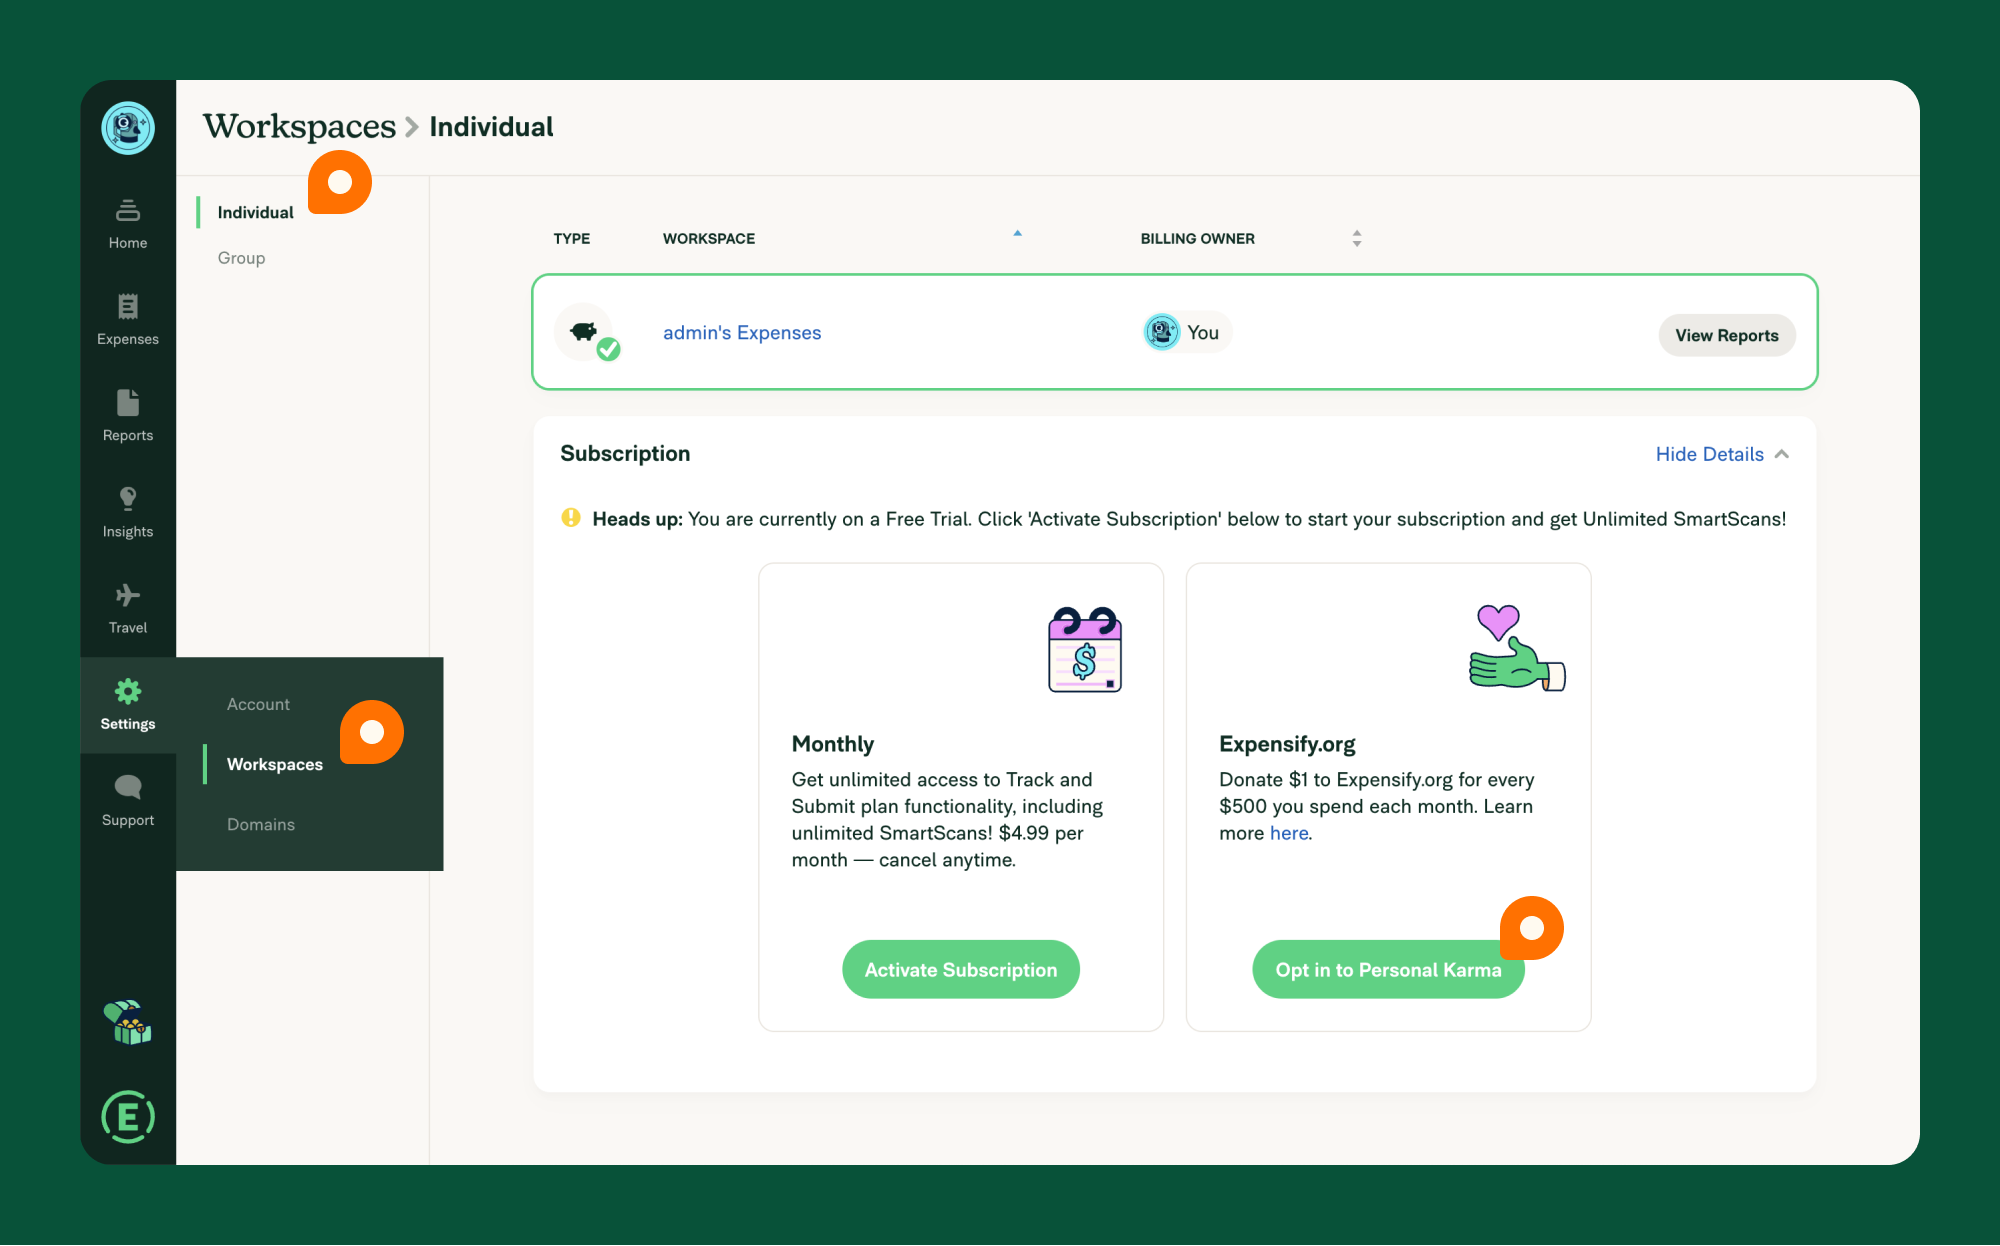 Workspaces > Individual
Home
Expenses
Reports
Insights
Travel
Settings
Support
Account
Workspaces
Domains
Individual
Group
TYPE WORKSPACE BILLING OWNER
admin's Expenses You View Reports
Subscription Hide Details
Heads up: You are currently on a Free Trial. Click 'Activate Subscription' below to start your subscription and get Unlimited SmartScans!
$
Monthly
Get unlimited access to Track and
Submit plan functionality, including
unlimited SmartScans! $4.99 per
month — cancel anytime.
Activate Subscription
Expensify.org
Donate $1 to Expensify.org for every
$500 you spend each month. Learn
more here.
Opt in to Personal Karma
E